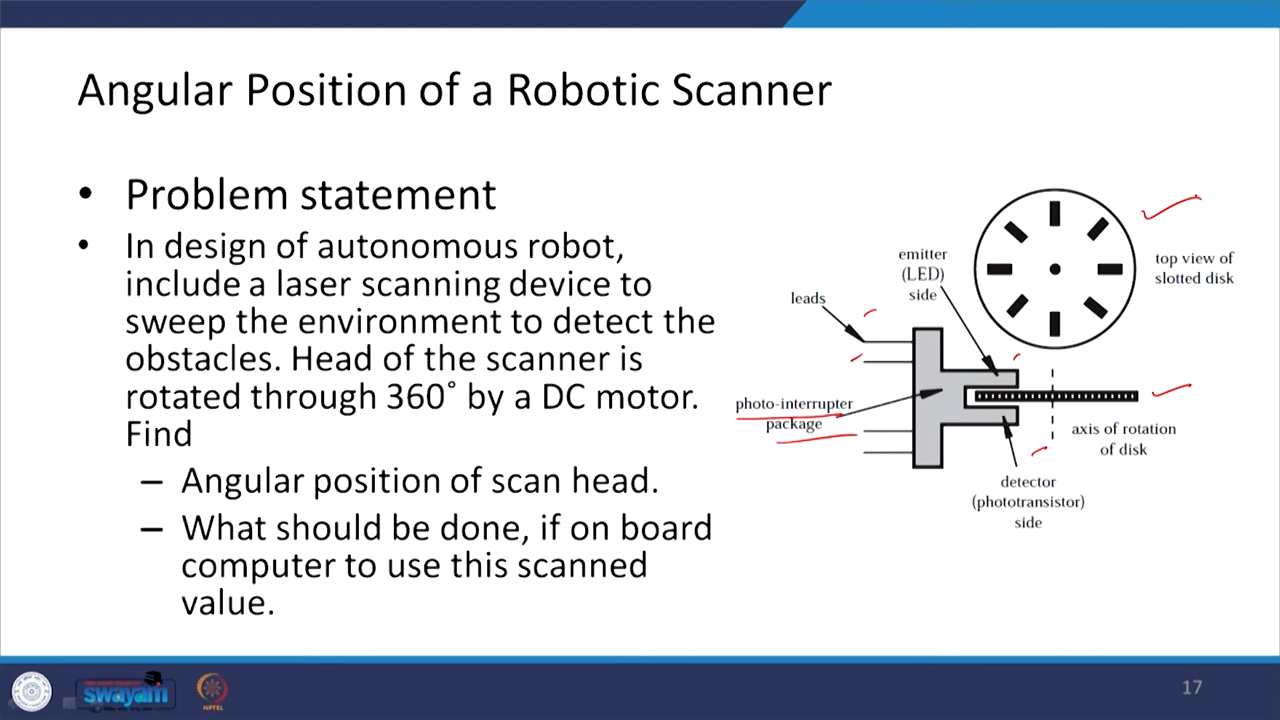 Angular Position of a Robotic Scanner
• Problem statement
• In design of autonomous robot,
include a laser scanning device to
sweep the environment to detect the
obstacles. Head of the scanner is
rotated through 360˚ by a DC motor.
Find
– Angular position of scan head.
– What should be done, if on board
computer to use this scanned
value.
emitter
(LED)
side
leads
top view of
slotted disk
photo-interrupter
package
axis of rotation
of disk
detector
(phototransistor)
side
swayam
NPTEL
17